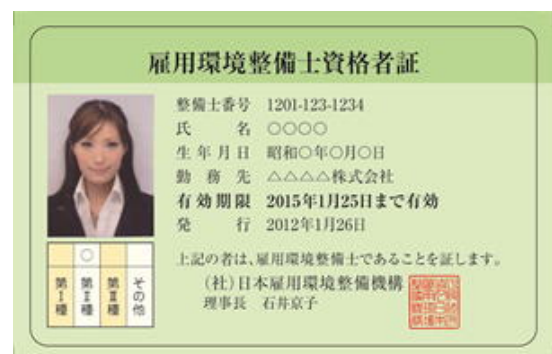 雇用環境整備士資格者証
整備士番号 1201-123-1234
氏名 ○○○○
生年月日 昭和○年○月○日
勤務先 △△△△株式会社
有効期限 2015年1月25日まで有効
発行 2012年1月26日
上記の者は、雇用環境整備士であることを証します。
(社)日本雇用環境整備機構
理事長 石井京子
○
第Ⅰ種 第Ⅱ種 第Ⅲ種 その他